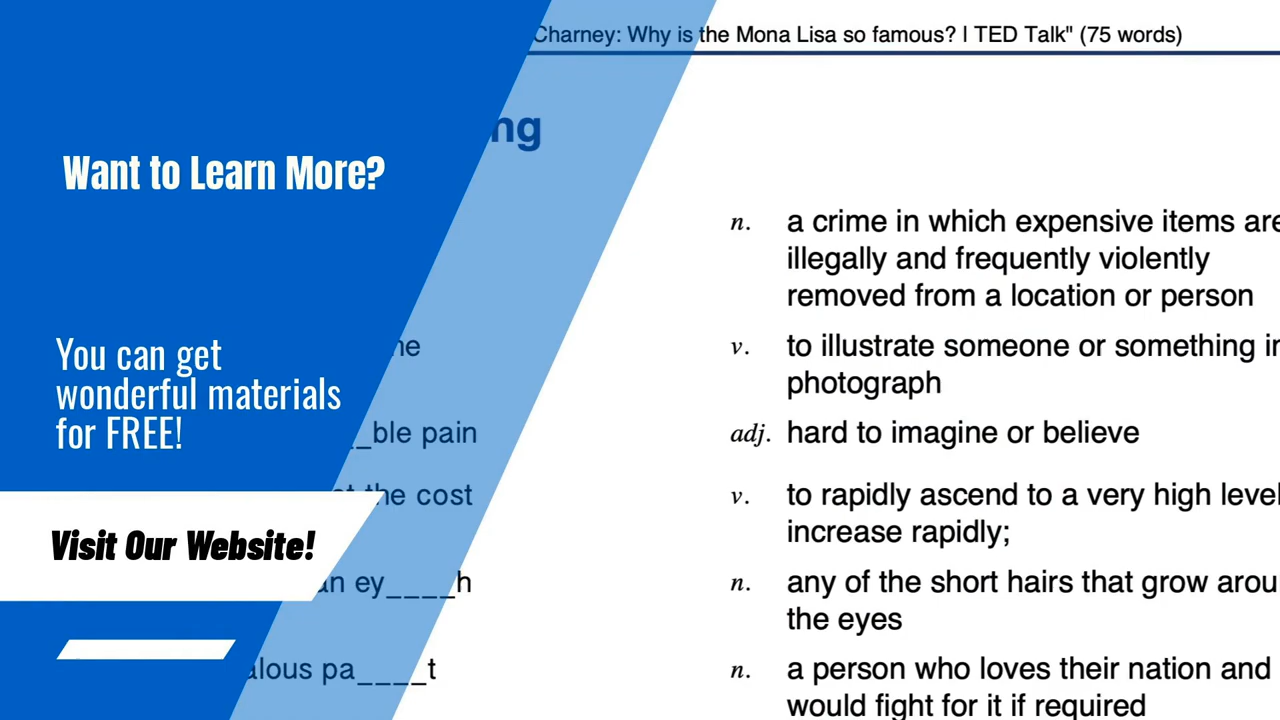 Charney: Why is the Mona Lisa so famous? | TED Talk" (75 words)
ng
Want to Learn More?
You can get
wonderful materials
for FREE!
Visit Our Website!
n. a crime in which expensive items are
illegally and frequently violently
removed from a location or person
he
v. to illustrate someone or something in
photograph
_ble pain
adj. hard to imagine or believe
the cost
v. to rapidly ascend to a very high level
increase rapidly;
an ey____h
n. any of the short hairs that grow arou
the eyes
alous pa____t
n. a person who loves their nation and
would fight for it if required